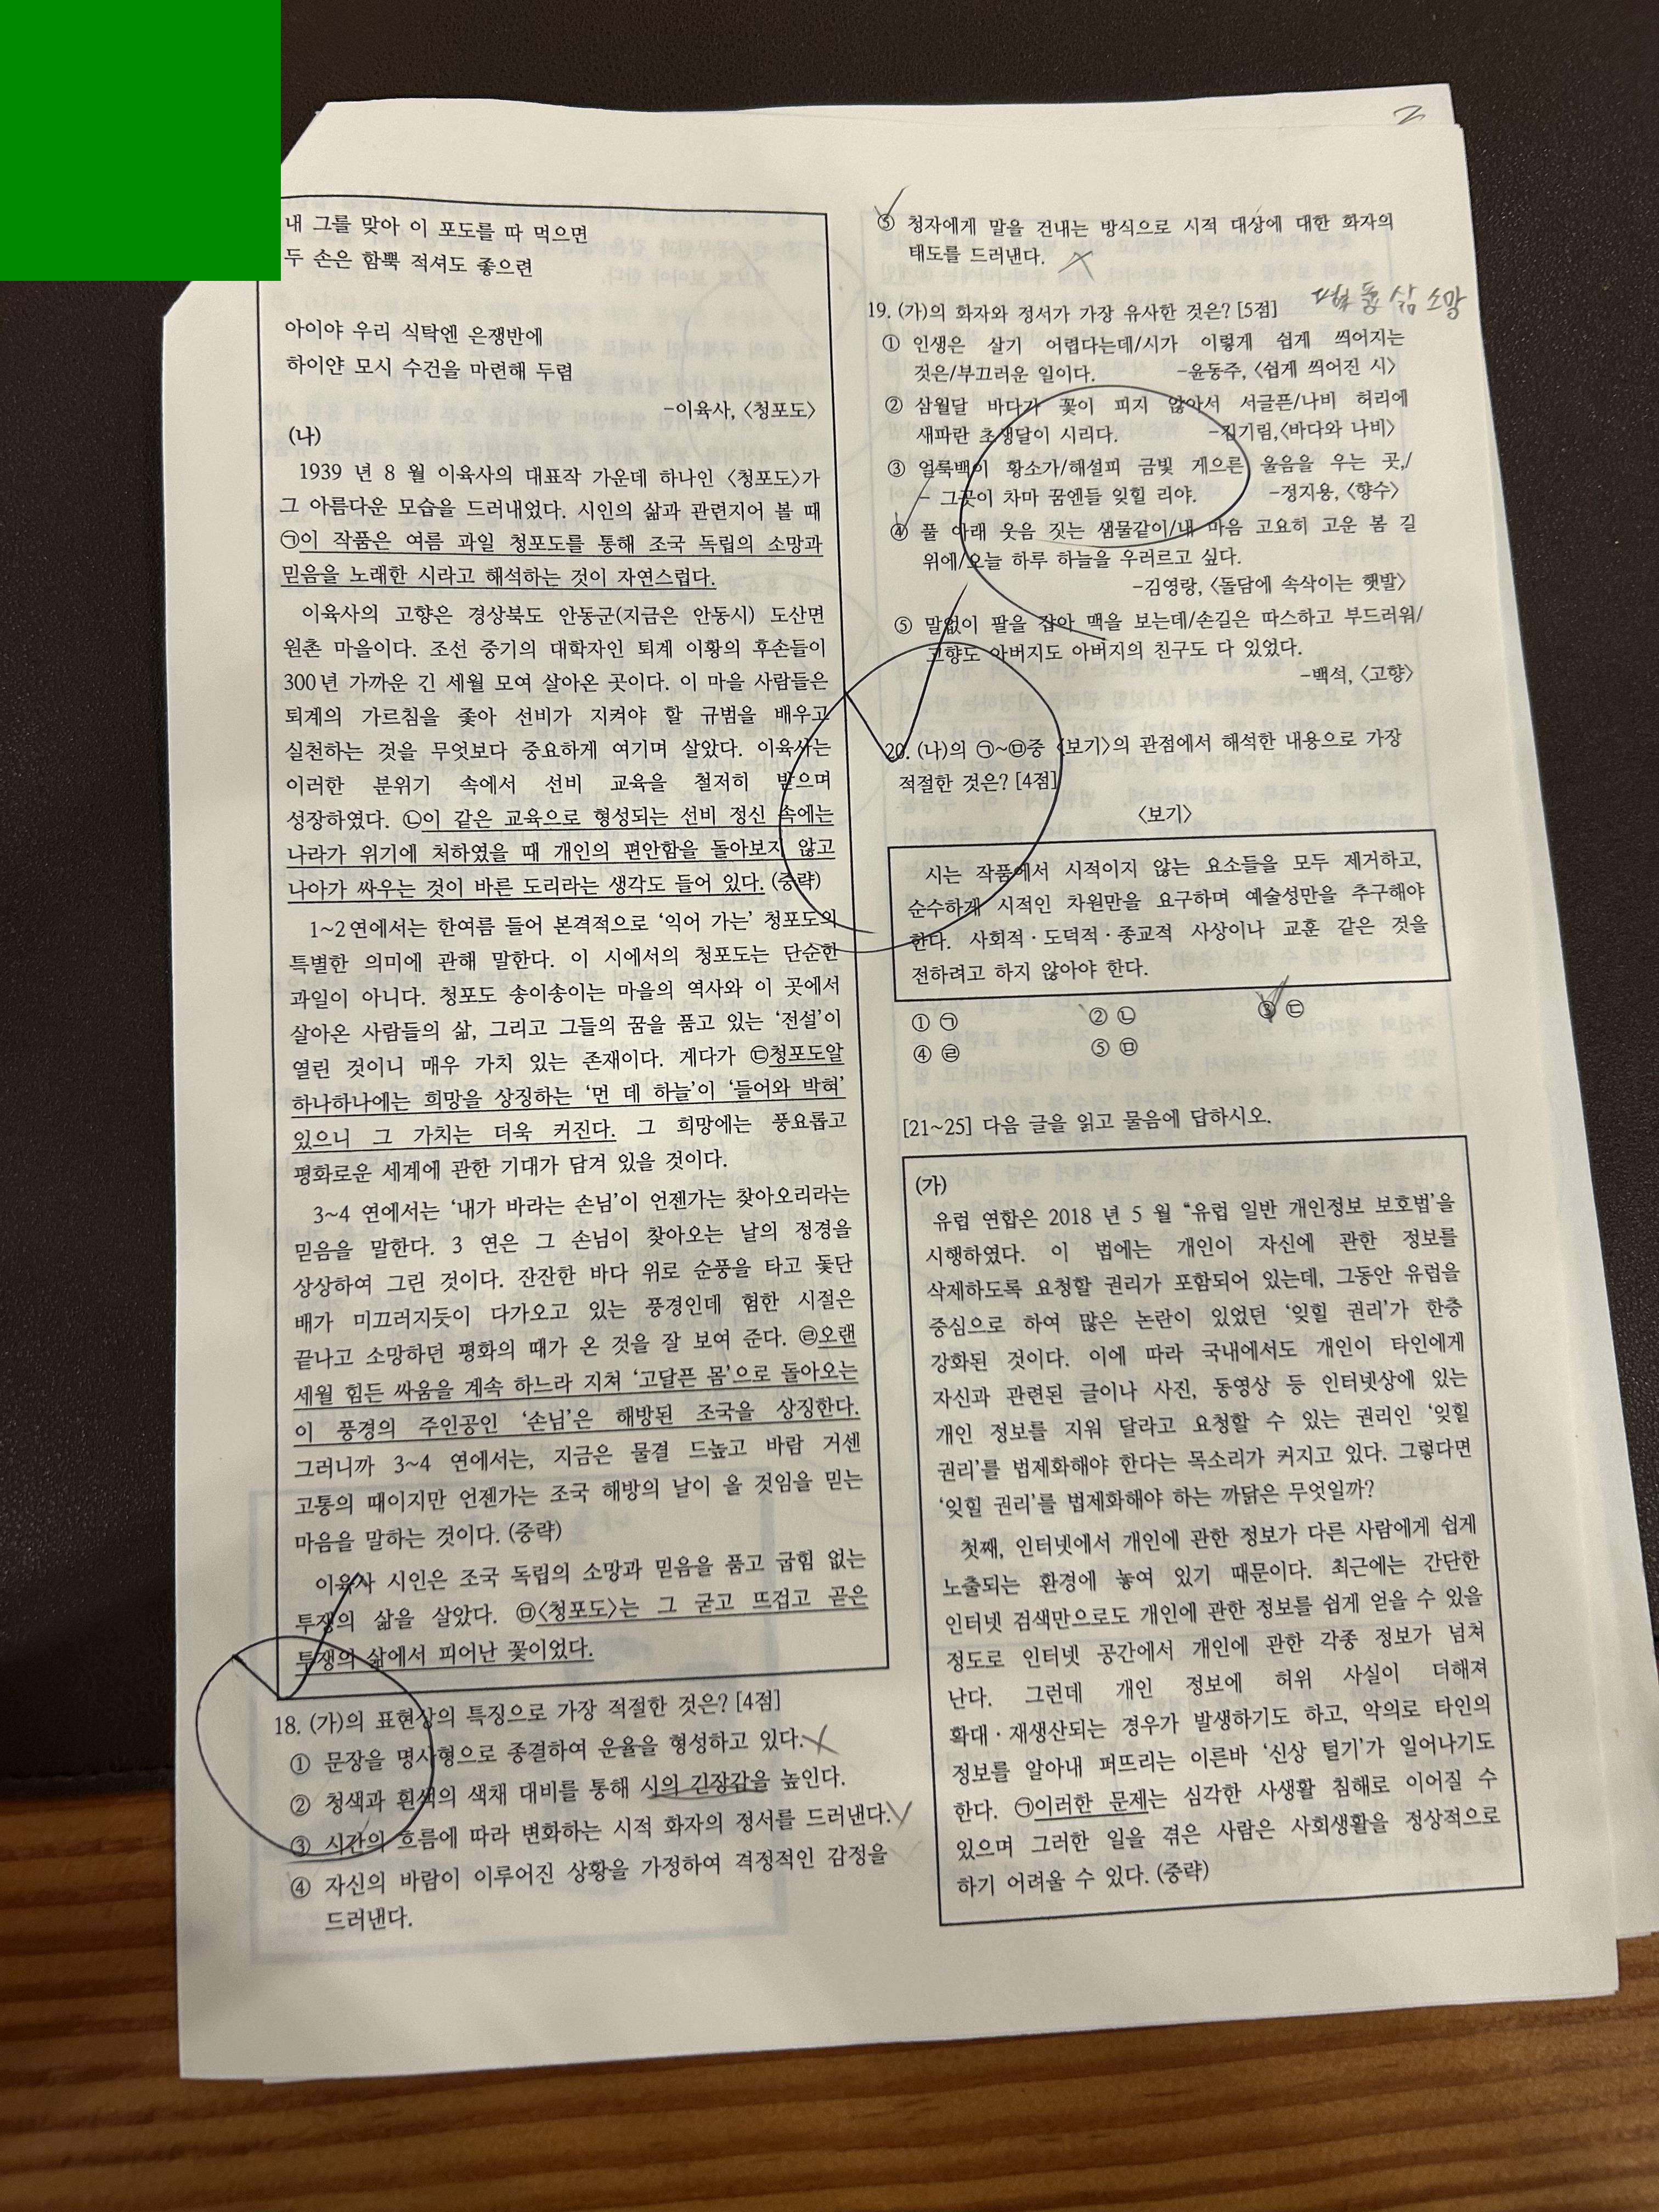 내 그를 맞아 이 포도를 따 먹으면
두 손은 함뿍 적셔도 좋으련
아이야 우리 식탁엔 은쟁반에
하이얀 모시 수건을 마련해 두렴
-이육사, 〈청포도〉
(나)
1939 년 8 월 이육사의 대표작 가운데 하나인 〈청포도〉가
그 아름다운 모습을 드러내었다. 시인의 삶과 관련지어 볼 때
㉠이 작품은 여름 과일 청포도를 통해 조국 독립의 소망과
믿음을 노래한 시라고 해석하는 것이 자연스럽다.
이육사의 고향은 경상북도 안동군(지금은 안동시) 도산면
원촌 마을이다. 조선 중기의 대학자인 퇴계 이황의 후손들이
300년 가까운 긴 세월 모여 살아온 곳이다. 이 마을 사람들은
퇴계의 가르침을 좇아 선비가 지켜야 할 규범을 배우고
실천하는 것을 무엇보다 중요하게 여기며 살았다. 이육사는
이러한 분위기 속에서 선비 교육을 철저히 받으며
성장하였다. ㉡이 같은 교육으로 형성되는 선비 정신 속에는
나라가 위기에 처하였을 때 개인의 편안함을 돌아보지 않고
나아가 싸우는 것이 바른 도리라는 생각도 들어 있다. (중략)
1~2연에서는 한여름 들어 본격적으로 ‘익어 가는’ 청포도의
특별한 의미에 관해 말한다. 이 시에서의 청포도는 단순한
과일이 아니다. 청포도 송이송이는 마을의 역사와 이 곳에서
살아온 사람들의 삶, 그리고 그들의 꿈을 품고 있는 ‘전설’이
열린 것이니 매우 가치 있는 존재이다. 게다가 ㉢청포도알
하나하나에는 희망을 상징하는 ‘먼 데 하늘’이 ‘들어와 박혀’
있으니 그 가치는 더욱 커진다. 그 희망에는 풍요롭고
평화로운 세계에 관한 기대가 담겨 있을 것이다.
3~4 연에서는 ‘내가 바라는 손님’이 언젠가는 찾아오리라는
믿음을 말한다. 3 연은 그 손님이 찾아오는 날의 정경을
상상하여 그린 것이다. 잔잔한 바다 위로 순풍을 타고 돛단
배가 미끄러지듯이 다가오고 있는 풍경인데 험한 시절은
끝나고 소망하던 평화의 때가 온 것을 잘 보여 준다. ㉣오랜
세월 힘든 싸움을 계속 하느라 지쳐 ‘고달픈 몸’으로 돌아오는
이 풍경의 주인공인 ‘손님’은 해방된 조국을 상징한다.
그러니까 3~4 연에서는, 지금은 물결 드높고 바람 거센
고통의 때이지만 언젠가는 조국 해방의 날이 올 것임을 믿는
마음을 말하는 것이다. (중략)
이육사 시인은 조국 독립의 소망과 믿음을 품고 굽힘 없는
투쟁의 삶을 살았다. ㉤〈청포도〉는 그 굳고 뜨겁고 곧은
투쟁의 삶에서 피어난 꽃이었다.
18. (가)의 표현상의 특징으로 가장 적절한 것은? [4점]
① 문장을 명사형으로 종결하여 운율을 형성하고 있다.
② 청색과 흰색의 색채 대비를 통해 시의 긴장감을 높인다.
③ 시간의 흐름에 따라 변화하는 시적 화자의 정서를 드러낸다.
④ 자신의 바람이 이루어진 상황을 가정하여 격정적인 감정을
드러낸다.
⑤ 청자에게 말을 건내는 방식으로 시적 대상에 대한 화자의
태도를 드러낸다.
19. (가)의 화자와 정서가 가장 유사한 것은? [5점]
① 인생은 살기 어렵다는데/시가 이렇게 쉽게 씌어지는
것은/부끄러운 일이다. -윤동주, 〈쉽게 씌어진 시〉
② 삼월달 바다가 꽃이 피지 않아서 서글픈/나비 허리에
새파란 초생달이 시리다. -김기림,〈바다와 나비〉
③ 얼룩백이 황소가/해설피 금빛 게으른 울음을 우는 곳,/
- 그곳이 차마 꿈엔들 잊힐 리야. -정지용, 〈향수〉
④ 풀 아래 웃음 짓는 샘물같이/내 마음 고요히 고운 봄 길
위에/오늘 하루 하늘을 우러르고 싶다.
-김영랑, 〈돌담에 속삭이는 햇발〉
⑤ 말없이 팔을 잡아 맥을 보는데/손길은 따스하고 부드러워/
고향도 아버지도 아버지의 친구도 다 있었다.
-백석, 〈고향〉
20. (나)의 ㉠~㉤중 〈보기〉의 관점에서 해석한 내용으로 가장
적절한 것은? [4점]
〈보기〉
시는 작품에서 시적이지 않는 요소들을 모두 제거하고,
순수하개 시적인 차원만을 요구하며 예술성만을 추구해야
한다. 사회적·도덕적·종교적 사상이나 교훈 같은 것을
전하려고 하지 않아야 한다.
① ㉠ ② ㉡ ③ ㉢
④ ㉣ ⑤ ㉤
[21~25] 다음 글을 읽고 물음에 답하시오.
(가)
유럽 연합은 2018 년 5 월 “유럽 일반 개인정보 보호법’을
시행하였다. 이 법에는 개인이 자신에 관한 정보를
삭제하도록 요청할 권리가 포함되어 있는데, 그동안 유럽을
중심으로 하여 많은 논란이 있었던 ‘잊힐 권리’가 한층
강화된 것이다. 이에 따라 국내에서도 개인이 타인에게
자신과 관련된 글이나 사진, 동영상 등 인터넷상에 있는
개인 정보를 지워 달라고 요청할 수 있는 권리인 ‘잊힐
권리’를 법제화해야 한다는 목소리가 커지고 있다. 그렇다면
‘잊힐 권리’를 법제화해야 하는 까닭은 무엇일까?
첫째, 인터넷에서 개인에 관한 정보가 다른 사람에게 쉽게
노출되는 환경에 놓여 있기 때문이다. 최근에는 간단한
인터넷 검색만으로도 개인에 관한 정보를 쉽게 얻을 수 있을
정도로 인터넷 공간에서 개인에 관한 각종 정보가 넘쳐
난다. 그런데 개인 정보에 허위 사실이 더해져
확대·재생산되는 경우가 발생하기도 하고, 악의로 타인의
정보를 알아내 퍼뜨리는 이른바 ‘신상 털기’가 일어나기도
한다. ㉠이러한 문제는 심각한 사생활 침해로 이어질 수
있으며 그러한 일을 겪은 사람은 사회생활을 정상적으로
하기 어려울 수 있다. (중략)